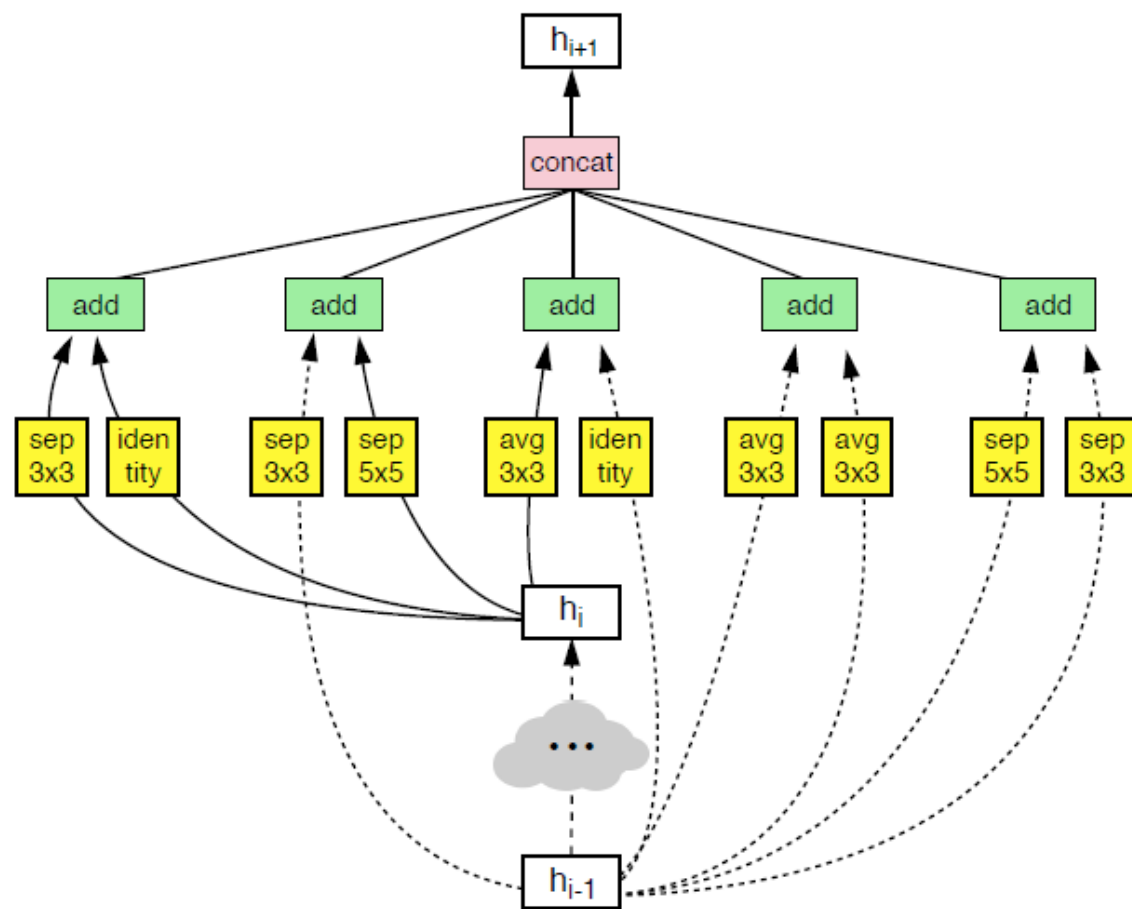 hi+1
concat
add add add add add
sep 3x3
iden tity
sep 3x3
sep 5x5
avg 3x3
iden tity
avg 3x3
avg 3x3
sep 5x5
sep 3x3
hi
...
hi-1